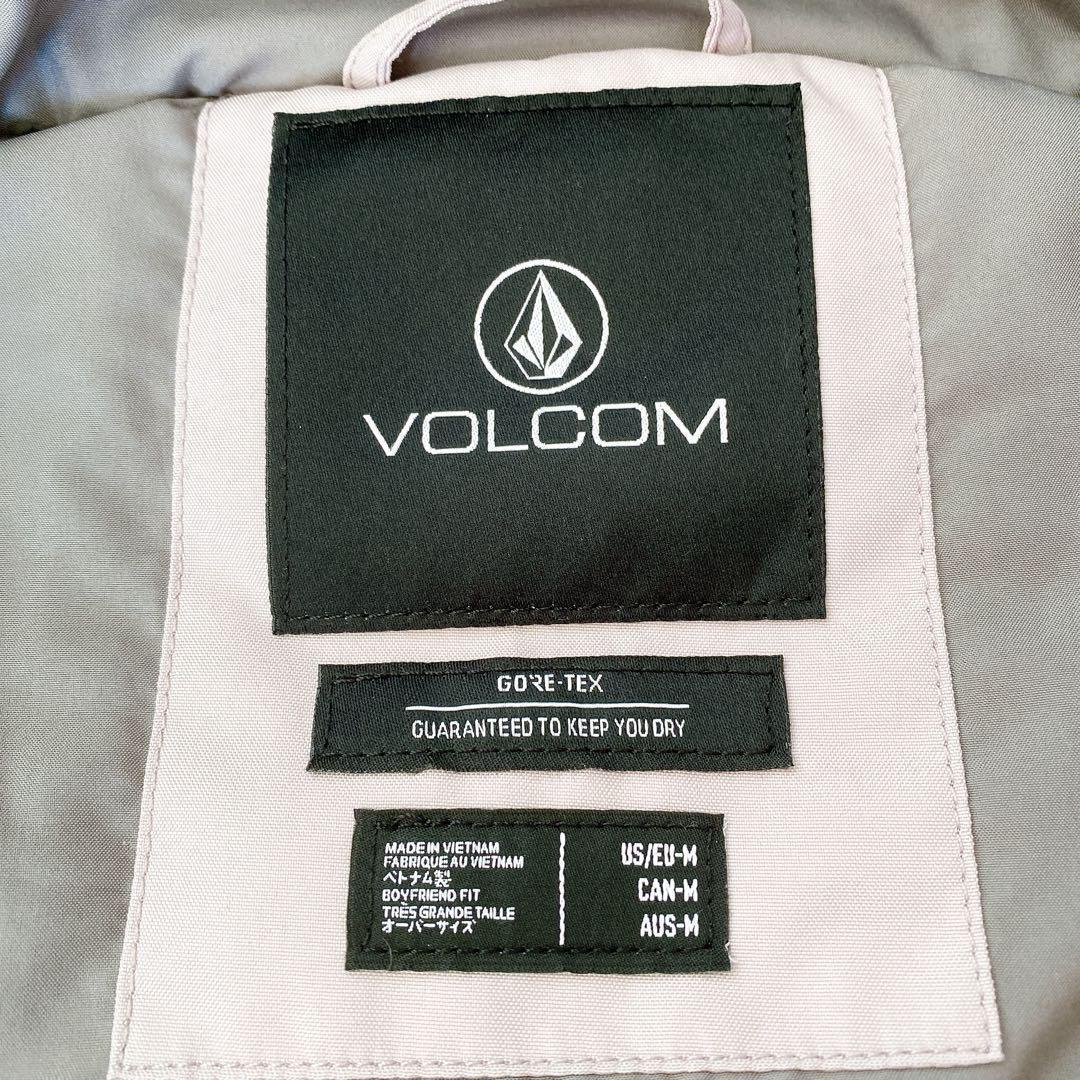 VOLCOM
GORE-TEX
GUARANTEED TO KEEP YOU DRY
MADE IN VIETNAM
FABRIQUE AU VIETNAM
ベトナム製
BOYFRIEND FIT
TRÈS GRANDE TAILLE
オーバーサイズ
US/EU-M
CAN-M
AUS-M